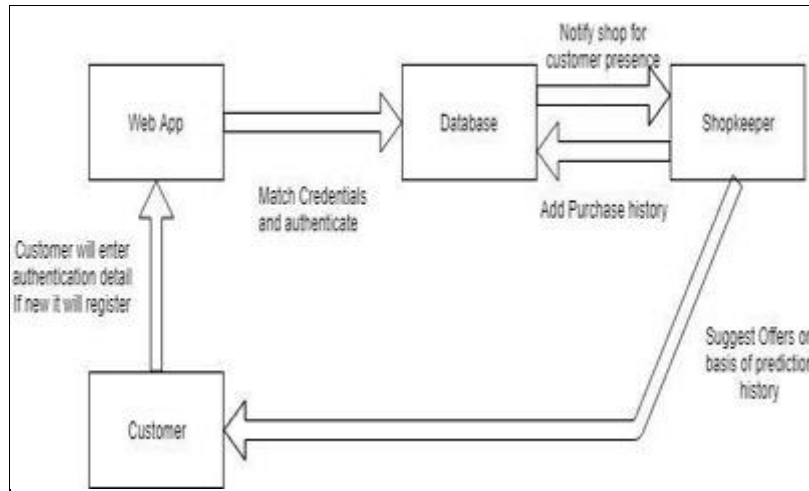 Notify shop for
customer presence
Web App
Database
Shopkeeper
Match Credentials
and authenticate
Add Purchase history
Customer will enter
authentication detail
If new it will register
Suggest Offers on
basis of prediction
history
Customer